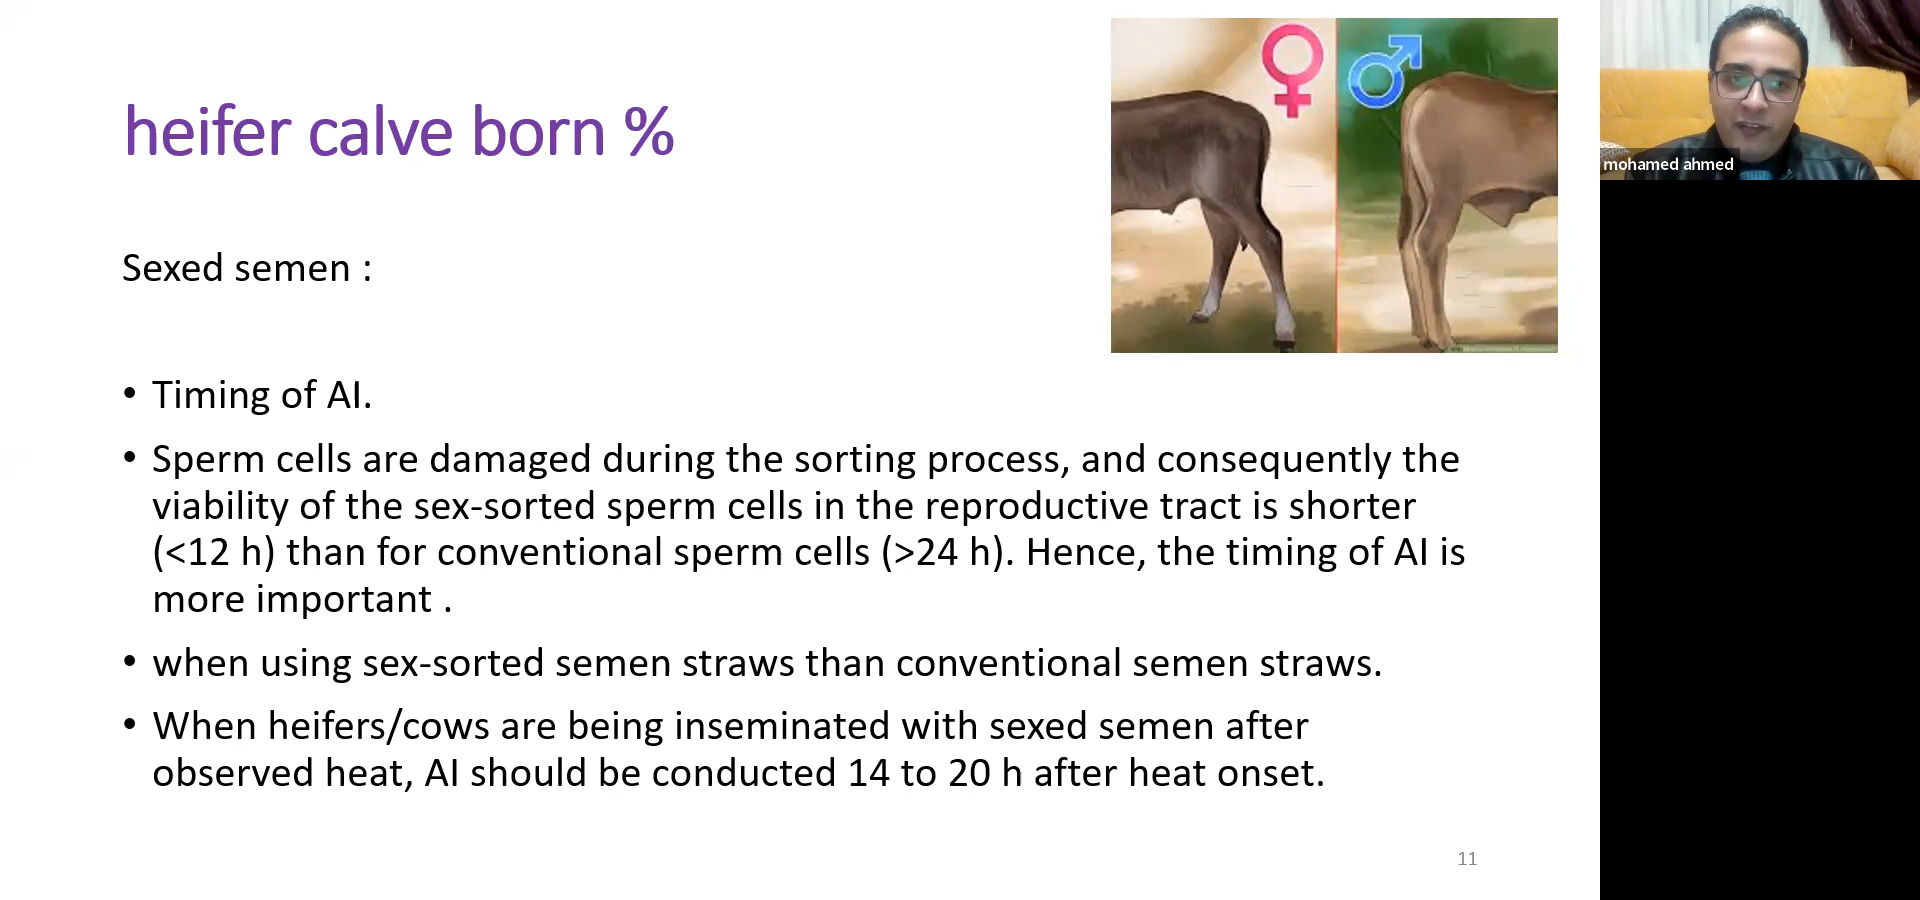 heifer calve born %
mohamed ahmed
Sexed semen :
• Timing of AI.
• Sperm cells are damaged during the sorting process, and consequently the
viability of the sex-sorted sperm cells in the reproductive tract is shorter
(<12 h) than for conventional sperm cells (>24 h). Hence, the timing of AI is
more important .
• when using sex-sorted semen straws than conventional semen straws.
• When heifers/cows are being inseminated with sexed semen after
observed heat, AI should be conducted 14 to 20 h after heat onset.
11